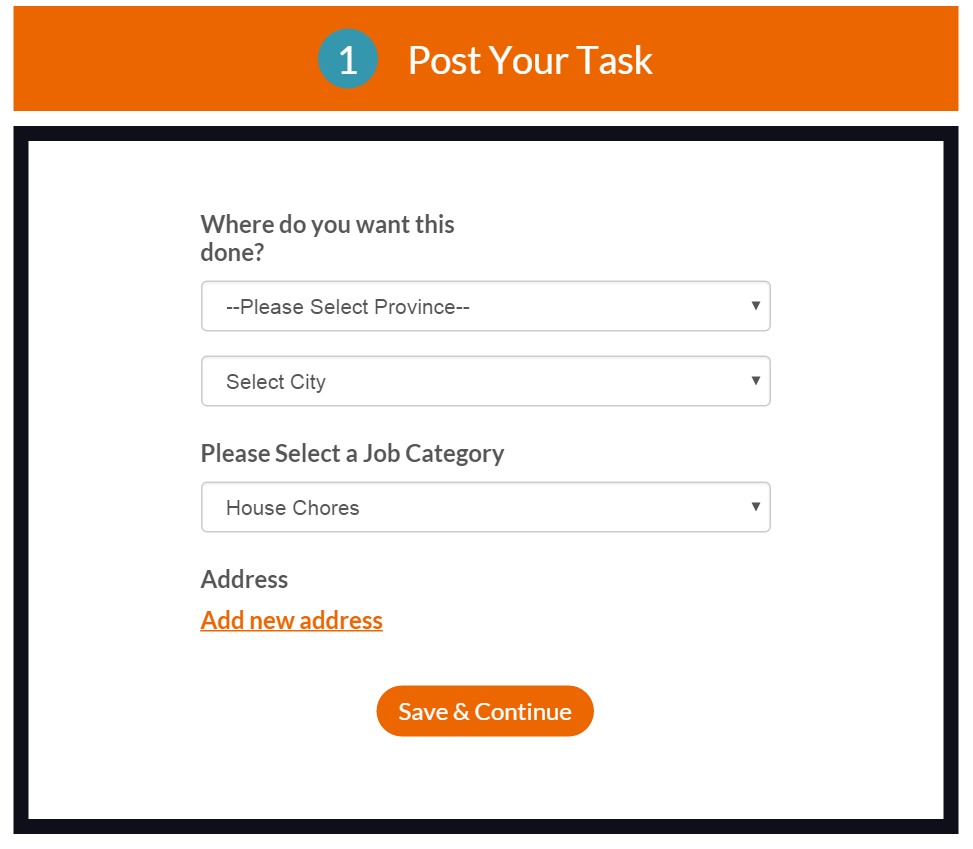 1 Post Your Task
Where do you want this
done?
--Please Select Province--
Select City
Please Select a Job Category
House Chores
Address
Add new address
Save & Continue